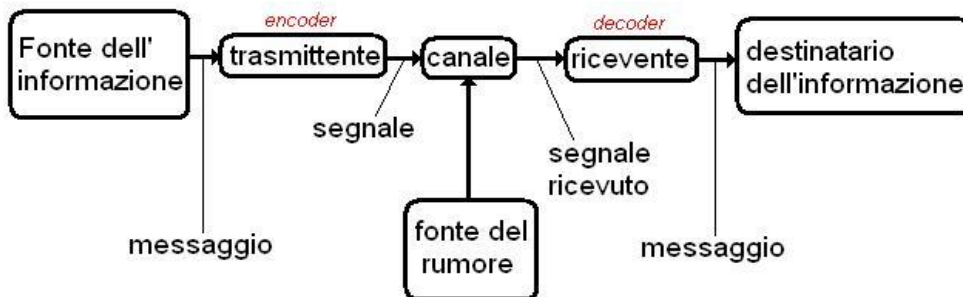 encoder
decoder
Fonte dell'
informazione
trasmittente
canale
ricevente
destinatario
dell'informazione
segnale
segnale
ricevuto
messaggio
fonte del
rumore
messaggio